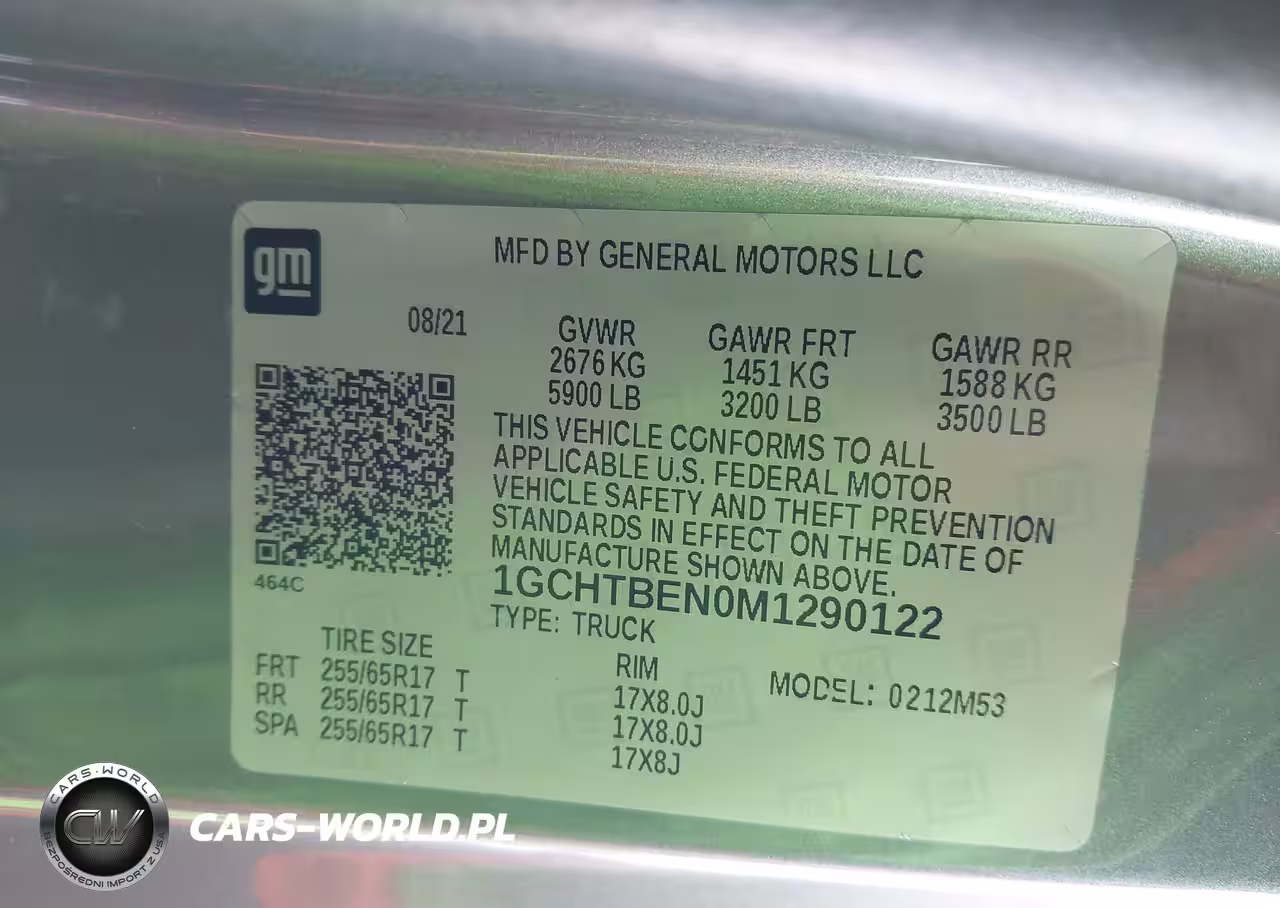 gm
MFD BY GENERAL MOTORS LLC
08/21
GVWR GAWR FRT GAWR RR
2676 KG 1451 KG 1588 KG
5900 LB 3200 LB 3500 LB
THIS VEHICLE CONFORMS TO ALL
APPLICABLE U.S. FEDERAL MOTOR
VEHICLE SAFETY AND THEFT PREVENTION
STANDARDS IN EFFECT ON THE DATE OF
MANUFACTURE SHOWN ABOVE.
464C
1GCHTBEN0M1290122
TYPE: TRUCK
TIRE SIZE RIM MODEL: 0212M53
FRT 255/65R17 T 17X8.0J
RR 255/65R17 T 17X8.0J
SPA 255/65R17 T 17X8J
CARS-WORLD
CW
BEZPOŚREDNI IMPORT Z USA
CARS-WORLD.PL